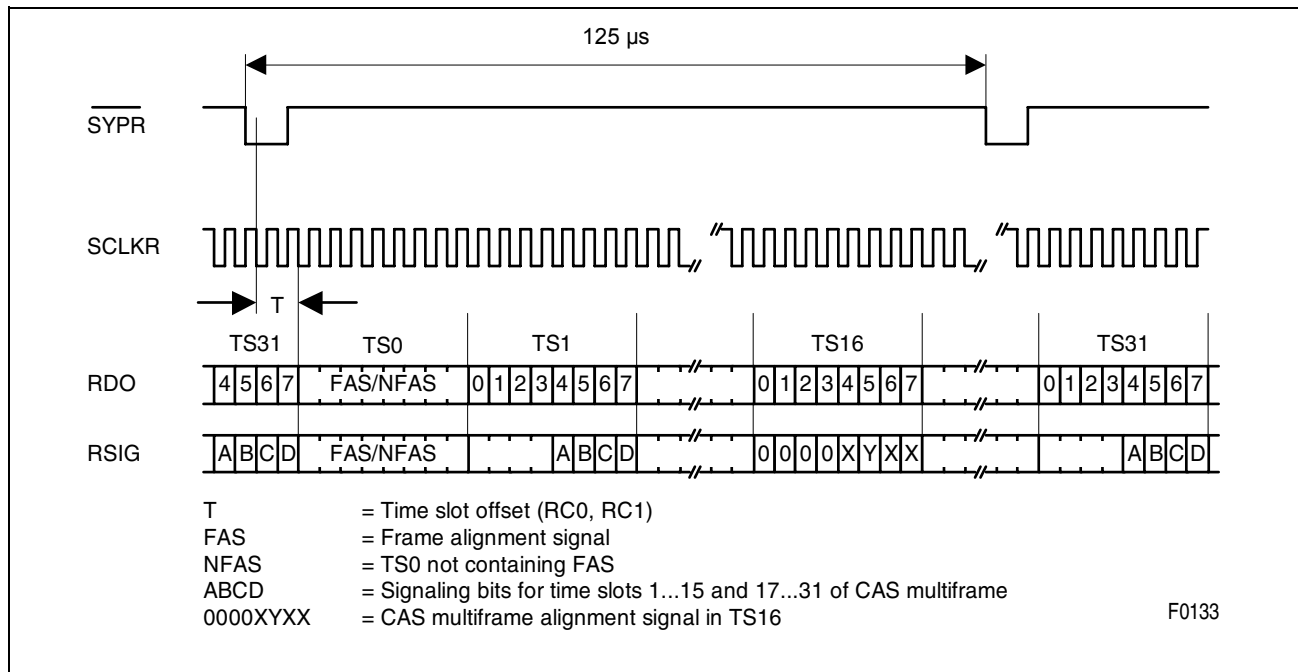 125 µs
SYPR
SCLKR
T
TS31 TS0 TS1 TS16 TS31
RDO 4 5 6 7 FAS/NFAS 0 1 2 3 4 5 6 7 0 1 2 3 4 5 6 7 0 1 2 3 4 5 6 7
RSIG A B C D FAS/NFAS A B C D 0 0 0 0 X Y X X A B C D
T = Time slot offset (RC0, RC1)
FAS = Frame alignment signal
NFAS = TS0 not containing FAS
ABCD = Signaling bits for time slots 1...15 and 17...31 of CAS multiframe
0000XYXX = CAS multiframe alignment signal in TS16
F0133